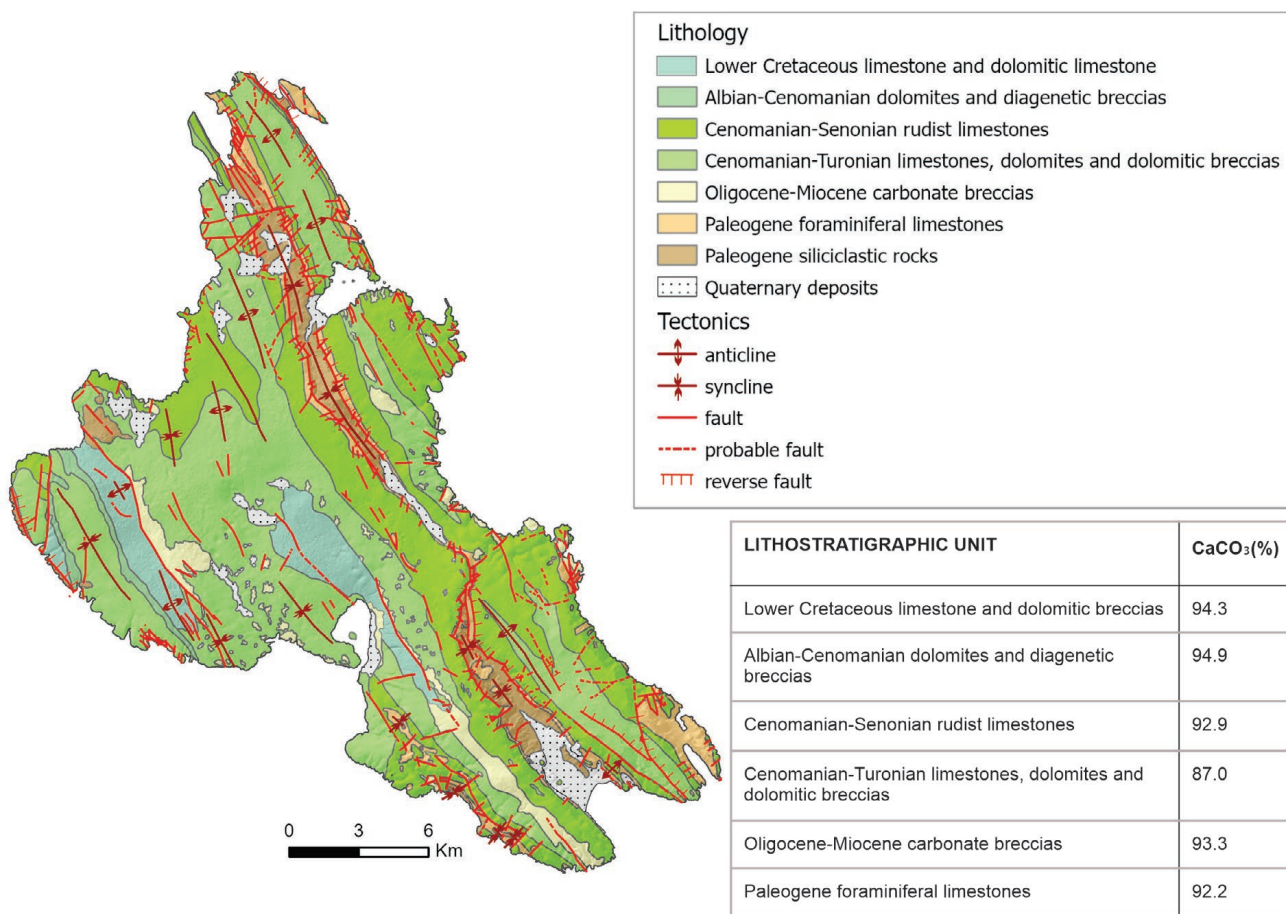 Lithology
Lower Cretaceous limestone and dolomitic limestone
Albian-Cenomanian dolomites and diagenetic breccias
Cenomanian-Senonian rudist limestones
Cenomanian-Turonian limestones, dolomites and dolomitic breccias
Oligocene-Miocene carbonate breccias
Paleogene foraminiferal limestones
Paleogene siliciclastic rocks
Quaternary deposits
Tectonics
anticline
syncline
fault
probable fault
reverse fault
LITHOSTRATIGRAPHIC UNIT CaCO₃(%)
Lower Cretaceous limestone and dolomitic breccias 94.3
Albian-Cenomanian dolomites and diagenetic
breccias 94.9
Cenomanian-Senonian rudist limestones 92.9
Cenomanian-Turonian limestones, dolomites and
dolomitic breccias 87.0
Oligocene-Miocene carbonate breccias 93.3
Paleogene foraminiferal limestones 92.2
0 3 6
Km